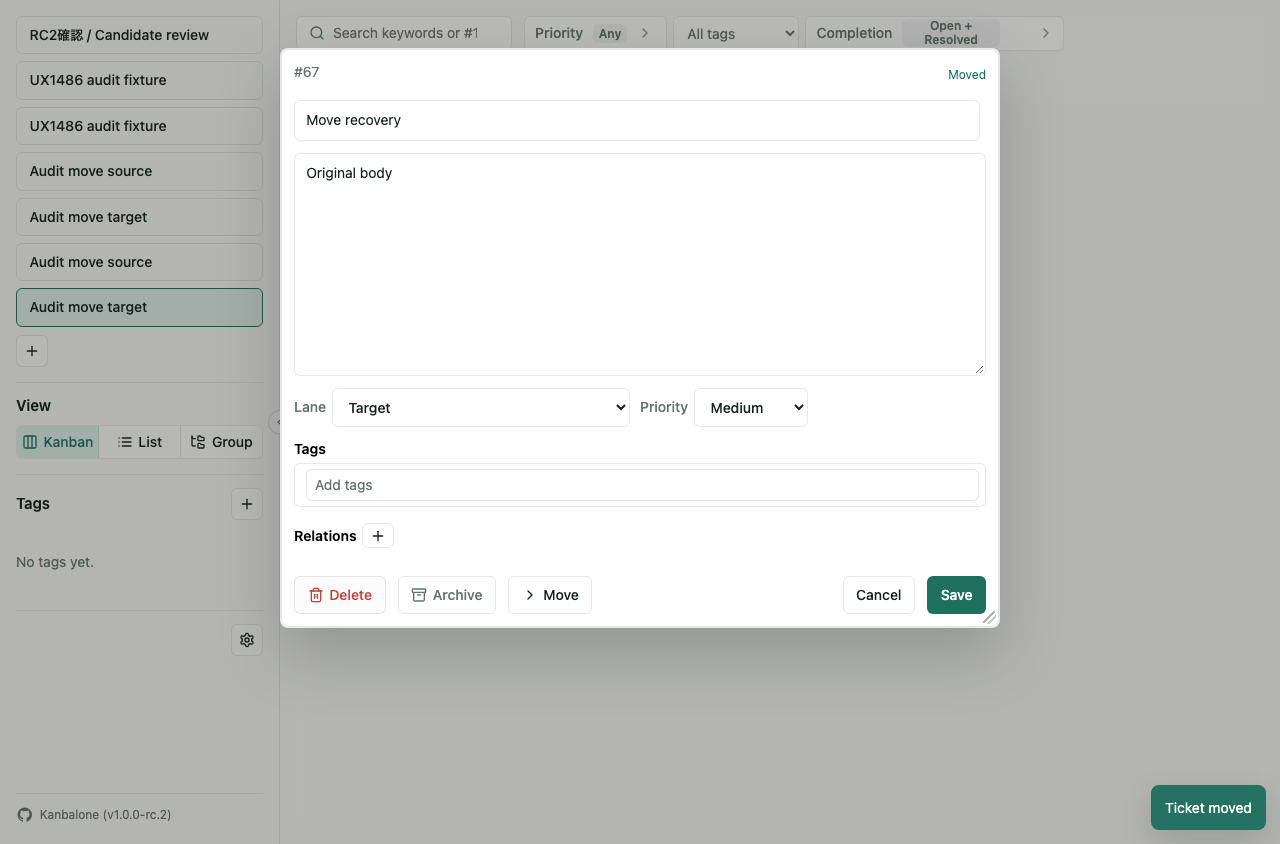 RC2確認 / Candidate review
UX1486 audit fixture
UX1486 audit fixture
Audit move source
Audit move target
Audit move source
Audit move target
View
Kanban
List
Group
Tags
No tags yet.
Kanbalone (v1.0.0-rc.2)
Search keywords or #1
Priority Any
All tags
Completion
Open +
Resolved
#67
Moved
Move recovery
Original body
Lane
Target
Priority
Medium
Tags
Add tags
Relations
Delete
Archive
Move
Cancel
Save
Ticket moved